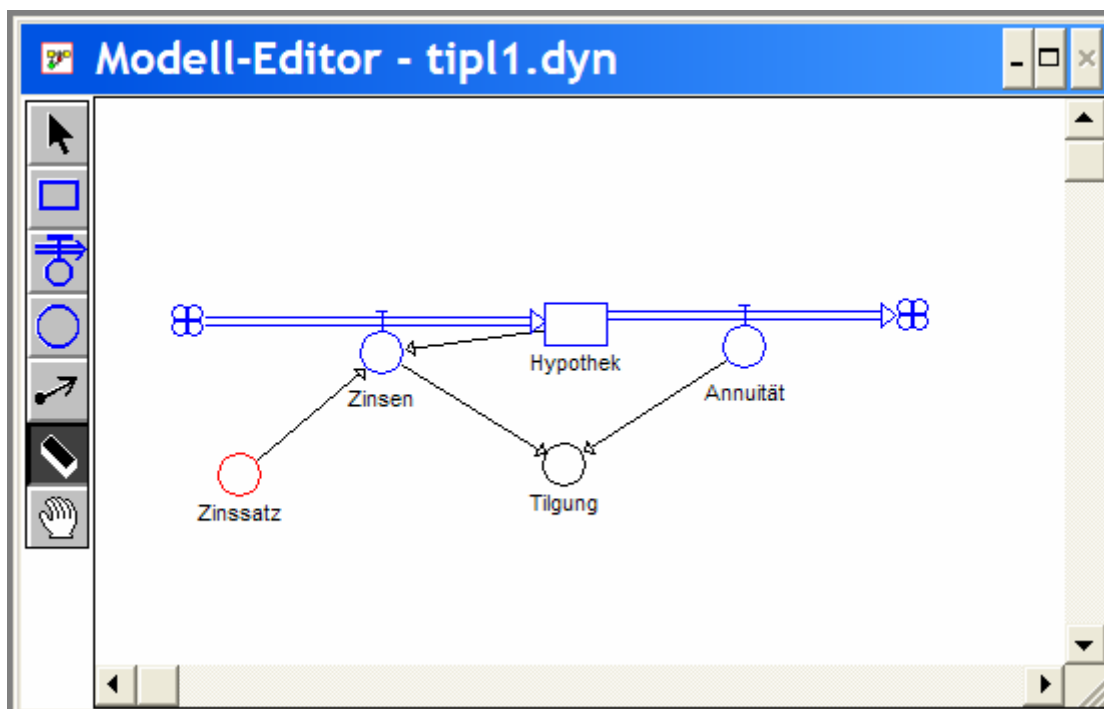 Modell-Editor - tipl1.dyn
Hypothek
Zinsen
Annuität
Zinssatz
Tilgung